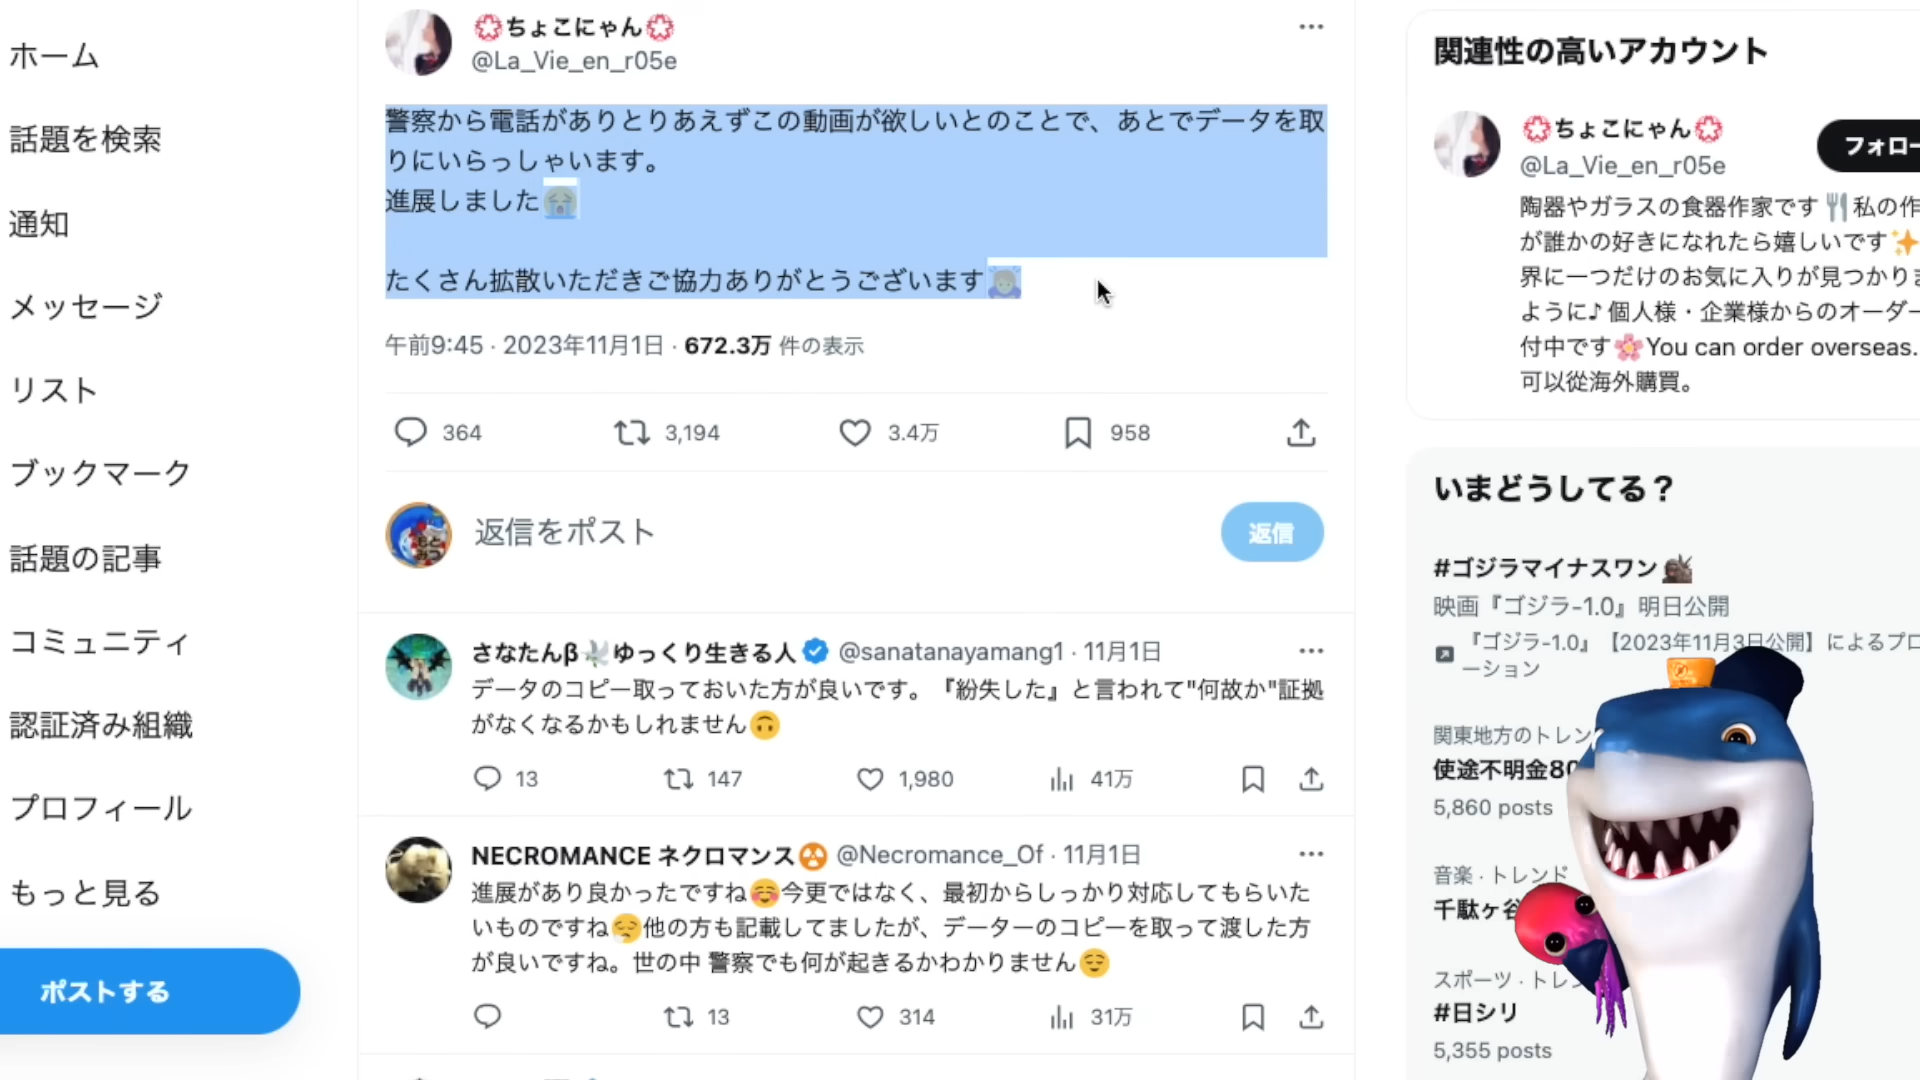 ホーム
話題を検索
通知
メッセージ
リスト
ブックマーク
話題の記事
コミュニティ
認証済み組織
プロフィール
もっと見る
ポストする
💮ちょこにゃん💮
@La_Vie_en_r05e
警察から電話がありとりあえずこの動画が欲しいとのことで、あとでデータを取
りにいらっしゃいます。
進展しました😭
たくさん拡散いただきご協力ありがとうございます🙇
午前9:45 · 2023年11月1日 · 672.3万 件の表示
364 3,194 3.4万 958
返信をポスト
返信
さなたんβ🕊ゆっくり生きる人 @sanatanayamang1 · 11月1日
データのコピー取っておいた方が良いです。『紛失した』と言われて"何故か"証拠
がなくなるかもしれません🙃
13 147 1,980 41万
NECROMANCE ネクロマンス☢ @Necromance_Of · 11月1日
進展があり良かったですね☺今更ではなく、最初からしっかり対応してもらいた
いものですね😮‍💨他の方も記載してましたが、データーのコピーを取って渡した方
が良いですね。世の中 警察でも何が起きるかわかりません😌
13 314 31万
関連性の高いアカウント
💮ちょこにゃん💮
@La_Vie_en_r05e
フォロー
陶器やガラスの食器作家です🍴私の作
が誰かの好きになれたら嬉しいです✨
界に一つだけのお気に入りが見つかりま
ように♪個人様・企業様からのオーダー
付中です🌸You can order overseas.
可以從海外購買。
いまどうしてる？
#ゴジラマイナスワン
映画『ゴジラ-1.0』明日公開
『ゴジラ-1.0』【2023年11月3日公開】によるプロ
ーション
関東地方のトレン
使途不明金80
5,860 posts
音楽 · トレンド
千駄ヶ谷
スポーツ · トレン
#日シリ
5,355 posts